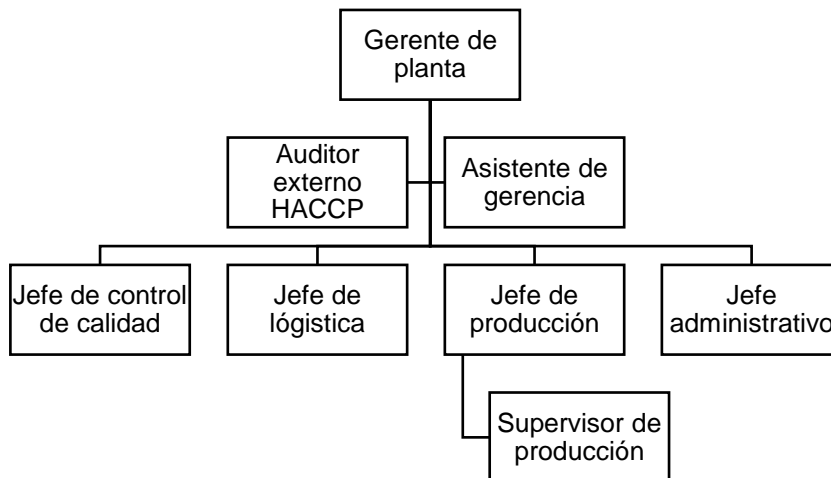 Gerente de
planta
Auditor
externo
HACCP
Asistente de
gerencia
Jefe de control
de calidad
Jefe de
lógistica
Jefe de
producción
Jefe
administrativo
Supervisor de
producción